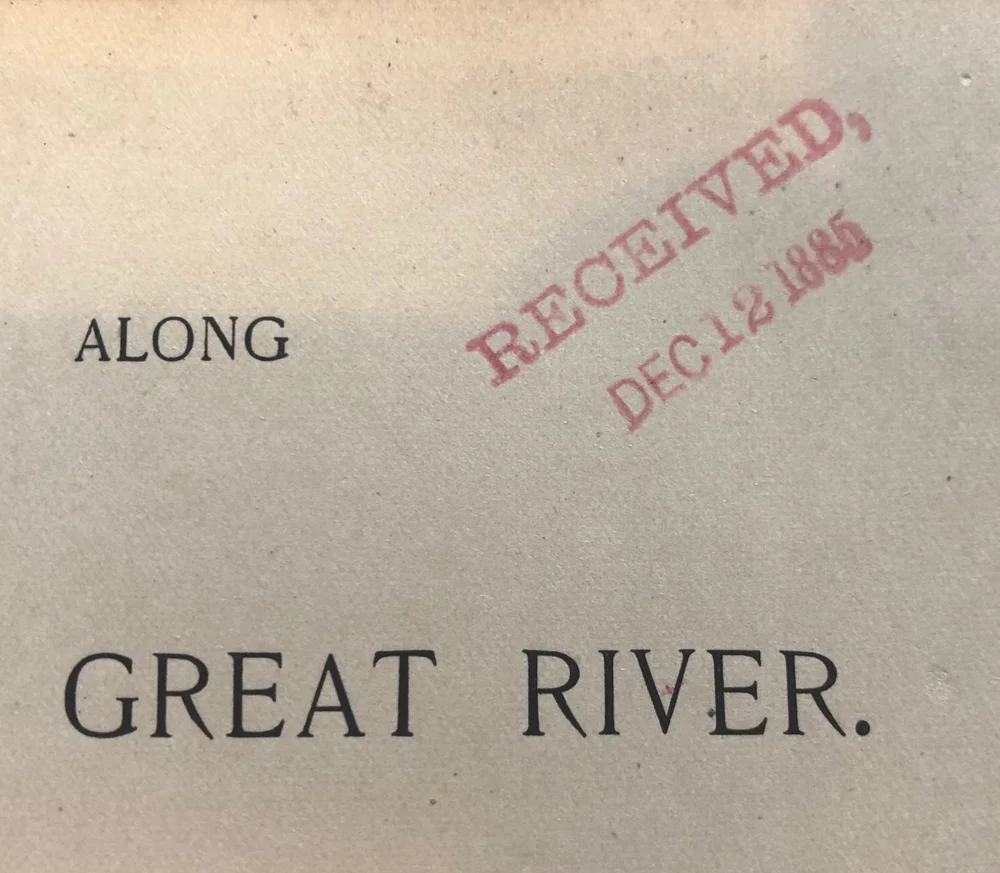 RECEIVED,
DEC 12 1885
ALONG
GREAT RIVER.